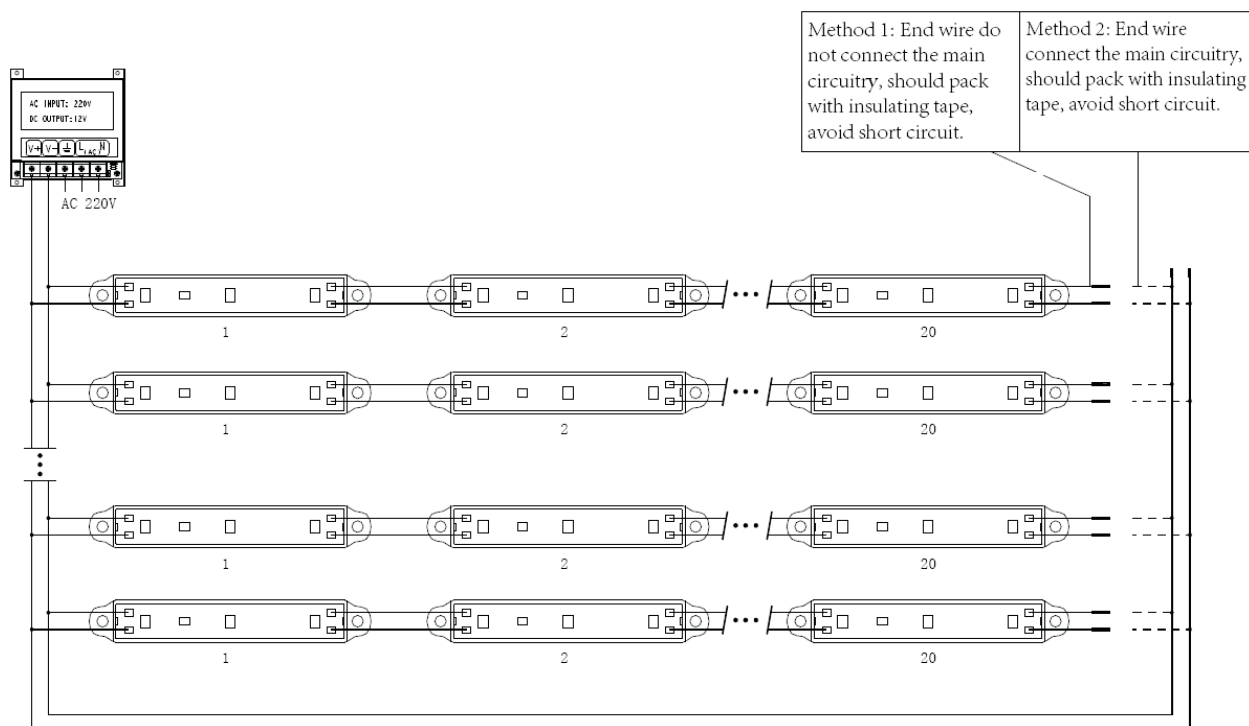 Method 1: End wire do
not connect the main
circuitry, should pack
with insulating tape,
avoid short circuit.
Method 2: End wire
connect the main circuitry,
should pack with insulating
tape, avoid short circuit.
AC INPUT: 220V
DC OUTPUT:12V
V+ V- L(AC)N
AC 220V
1 2 20
1 2 20
1 2 20
1 2 20